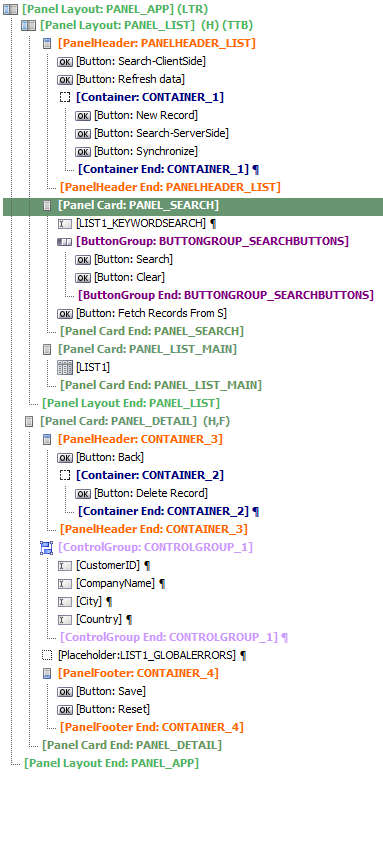 [Panel Layout: PANEL_APP] (LTR)
[Panel Layout: PANEL_LIST] (H) (TTB)
[PanelHeader: PANELHEADER_LIST]
OK [Button: Search-ClientSide]
OK [Button: Refresh data]
[Container: CONTAINER_1]
OK [Button: New Record]
OK [Button: Search-ServerSide]
OK [Button: Synchronize]
[Container End: CONTAINER_1] ¶
[PanelHeader End: PANELHEADER_LIST]
[Panel Card: PANEL_SEARCH]
[LIST1_KEYWORDSEARCH] ¶
[ButtonGroup: BUTTONGROUP_SEARCHBUTTONS]
OK [Button: Search]
OK [Button: Clear]
[ButtonGroup End: BUTTONGROUP_SEARCHBUTTONS]
OK [Button: Fetch Records From S]
[Panel Card End: PANEL_SEARCH]
[Panel Card: PANEL_LIST_MAIN]
[LIST1]
[Panel Card End: PANEL_LIST_MAIN]
[Panel Layout End: PANEL_LIST]
[Panel Card: PANEL_DETAIL] (H,F)
[PanelHeader: CONTAINER_3]
OK [Button: Back]
[Container: CONTAINER_2]
OK [Button: Delete Record]
[Container End: CONTAINER_2] ¶
[PanelHeader End: CONTAINER_3]
[ControlGroup: CONTROLGROUP_1]
[CustomerID] ¶
[CompanyName] ¶
[City] ¶
[Country] ¶
[ControlGroup End: CONTROLGROUP_1] ¶
[Placeholder:LIST1_GLOBALERRORS] ¶
[PanelFooter: CONTAINER_4]
OK [Button: Save]
OK [Button: Reset]
[PanelFooter End: CONTAINER_4]
[Panel Card End: PANEL_DETAIL]
[Panel Layout End: PANEL_APP]